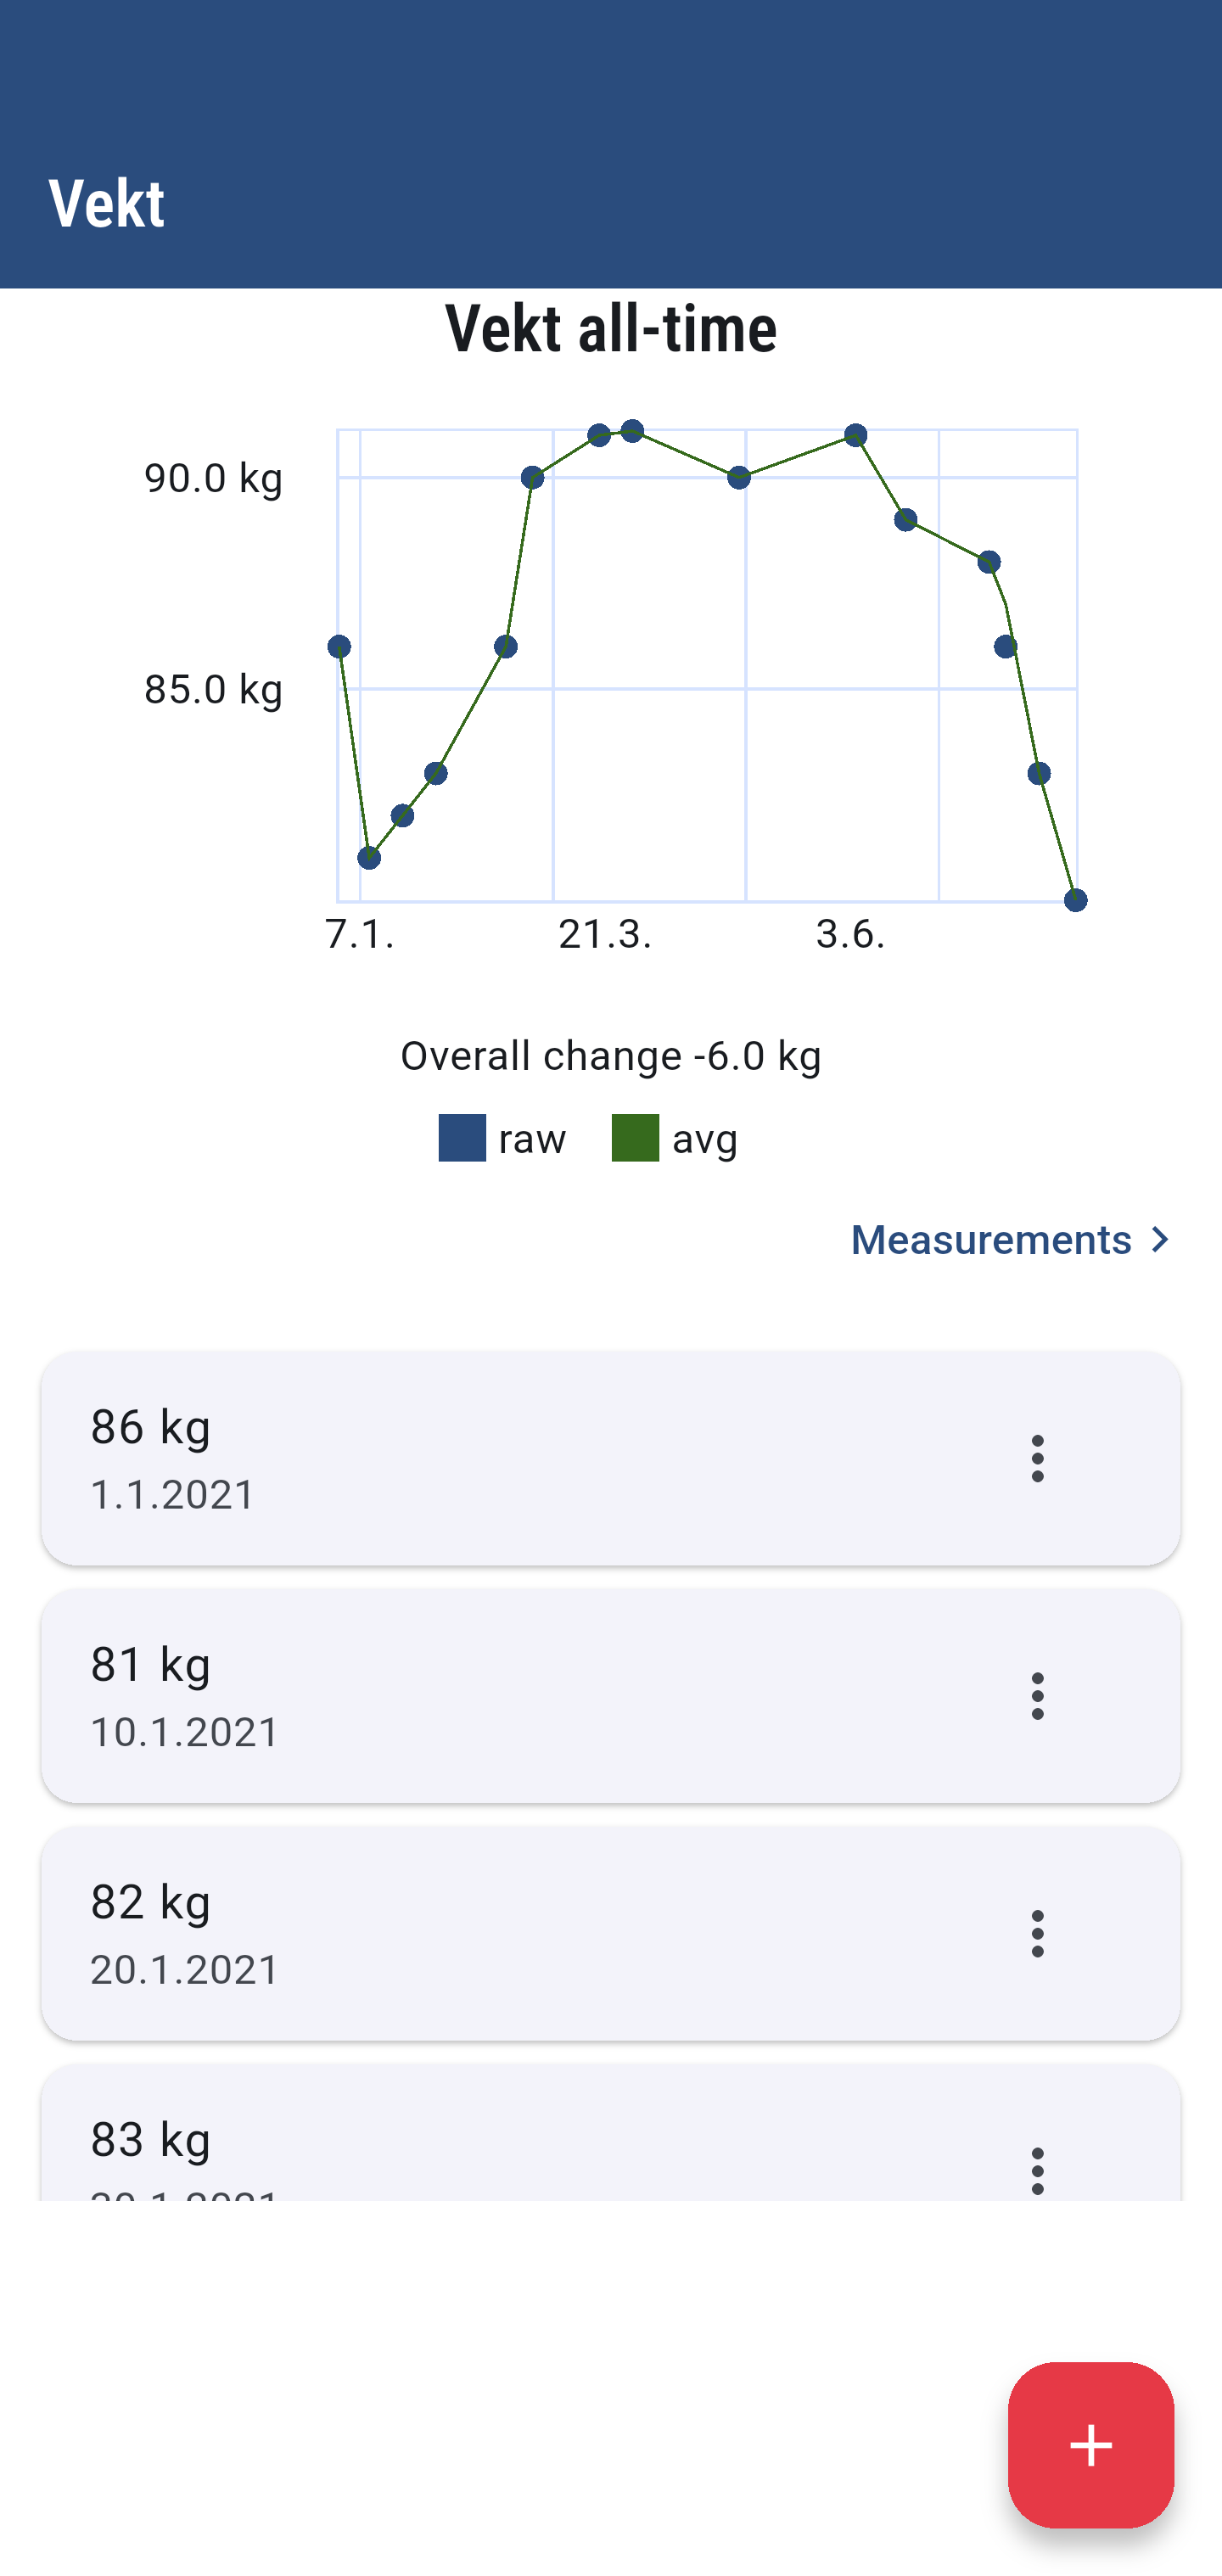 Vekt
Vekt all-time
90.0 kg
85.0 kg
7.1. 21.3. 3.6.
Overall change -6.0 kg
raw avg
Measurements
86 kg
1.1.2021
81 kg
10.1.2021
82 kg
20.1.2021
83 kg